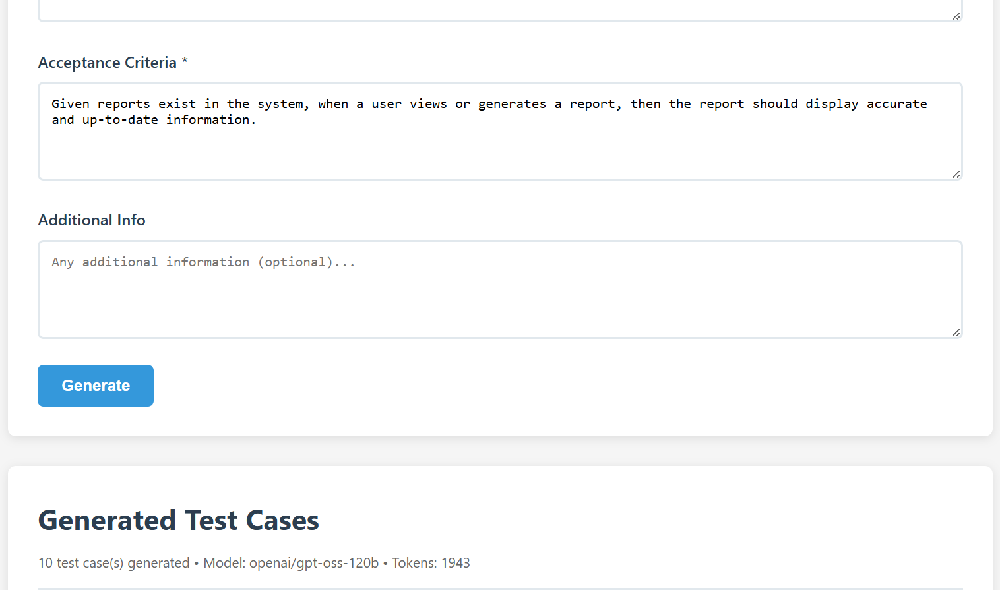 Acceptance Criteria *
Given reports exist in the system, when a user views or generates a report, then the report should display accurate
and up-to-date information.
Additional Info
Any additional information (optional)...
Generate
Generated Test Cases
10 test case(s) generated • Model: openai/gpt-oss-120b • Tokens: 1943